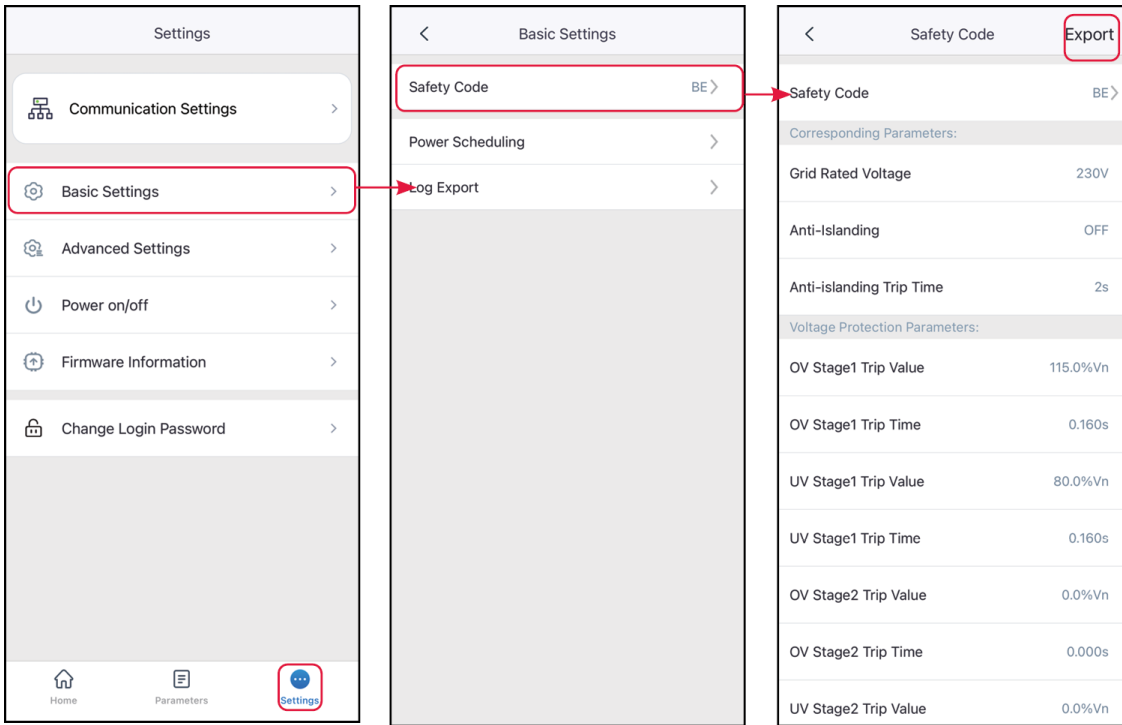 Settings
Communication Settings
Basic Settings
Advanced Settings
Power on/off
Firmware Information
Change Login Password
Home
Parameters
Settings
Basic Settings
Safety Code BE
Power Scheduling
Log Export
Safety Code Export
Safety Code BE
Corresponding Parameters:
Grid Rated Voltage 230V
Anti-Islanding OFF
Anti-islanding Trip Time 2s
Voltage Protection Parameters:
OV Stage1 Trip Value 115.0%Vn
OV Stage1 Trip Time 0.160s
UV Stage1 Trip Value 80.0%Vn
UV Stage1 Trip Time 0.160s
OV Stage2 Trip Value 0.0%Vn
OV Stage2 Trip Time 0.000s
UV Stage2 Trip Value 0.0%Vn